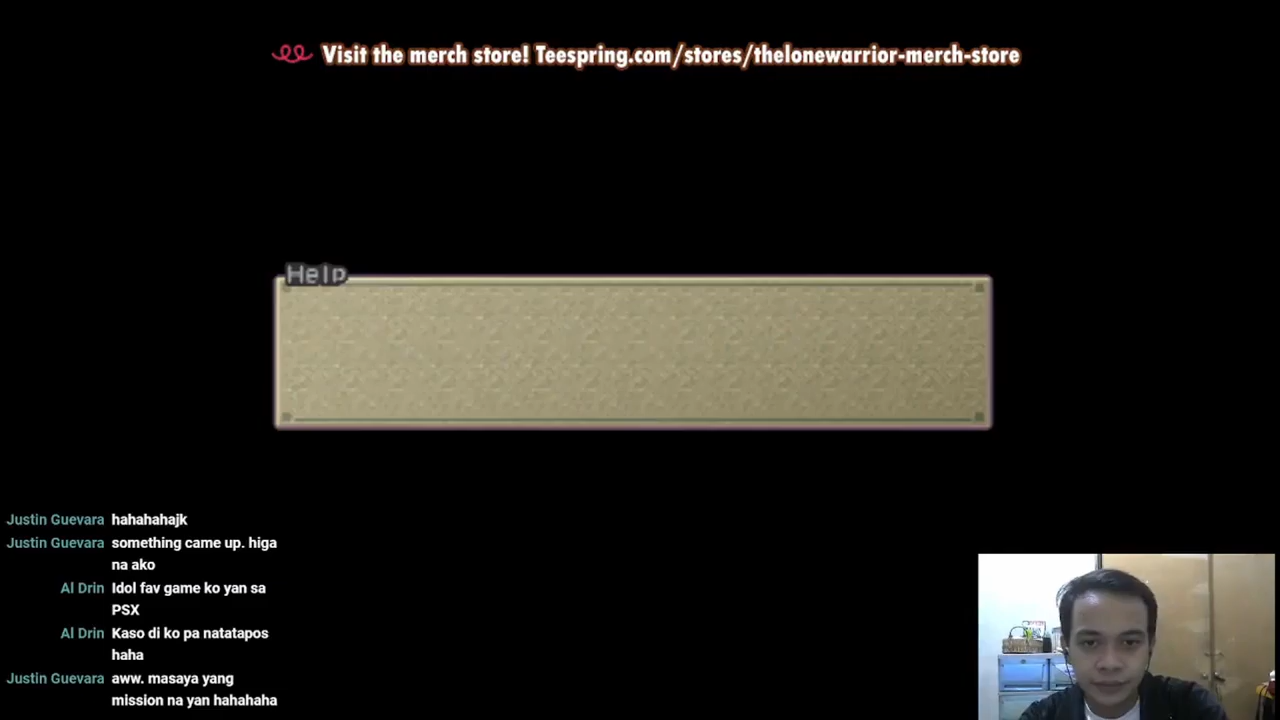 Visit the merch store! Teespring.com/stores/thelonewarrior-merch-store
Help
Justin Guevara hahahahajk
Justin Guevara something came up. higa
na ako
Al Drin Idol fav game ko yan sa
PSX
Al Drin Kaso di ko pa natatapos
haha
Justin Guevara aww. masaya yang
mission na yan hahahaha